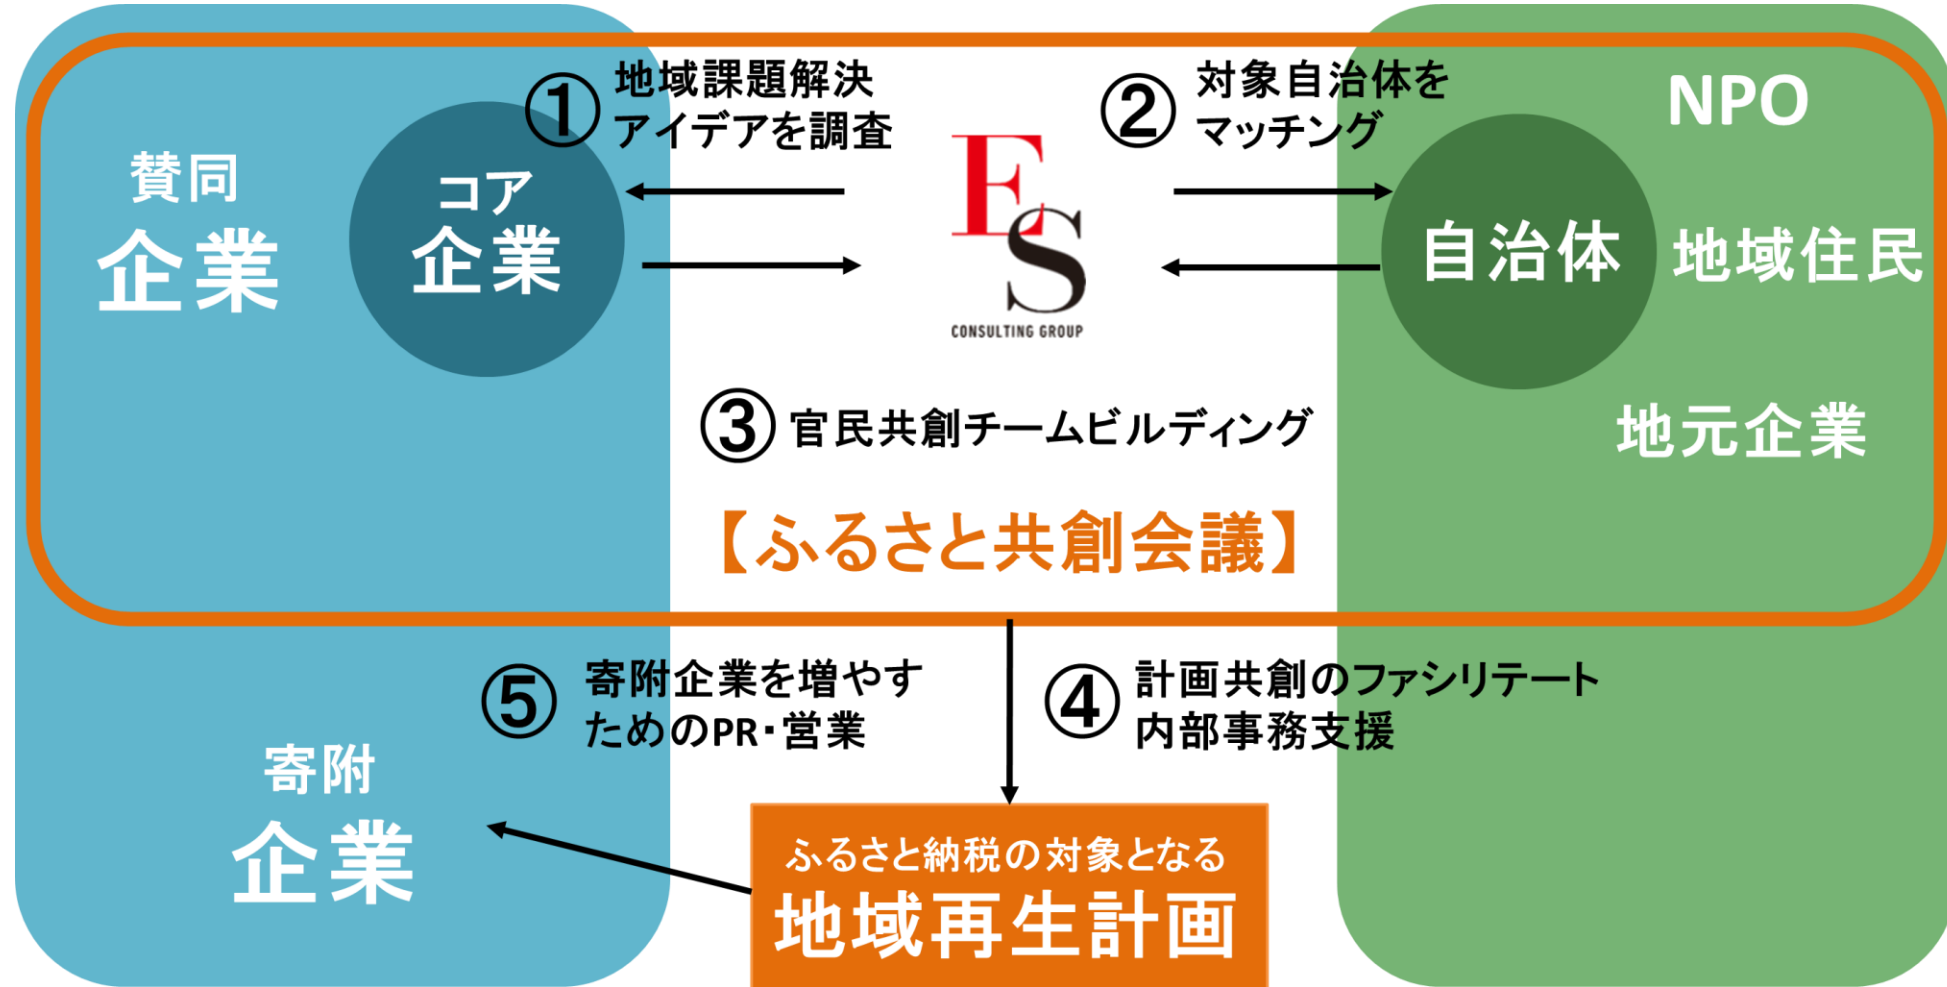 ①
地域課題解決
アイデアを調査
②
対象自治体を
マッチング
NPO
賛同
企業
コア
企業
ES
CONSULTING GROUP
自治体
地域住民
地元企業
③
官民共創チームビルディング
【ふるさと共創会議】
⑤
寄附企業を増やす
ためのPR・営業
④
計画共創のファシリテート
内部事務支援
寄附
企業
ふるさと納税の対象となる
地域再生計画